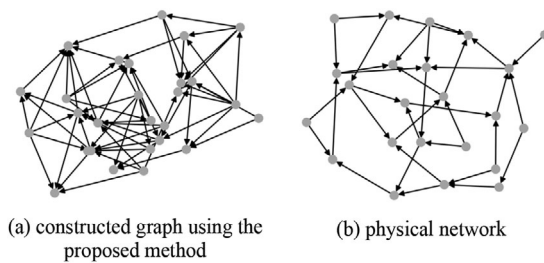 (a) constructed graph using the
proposed method
(b) physical network